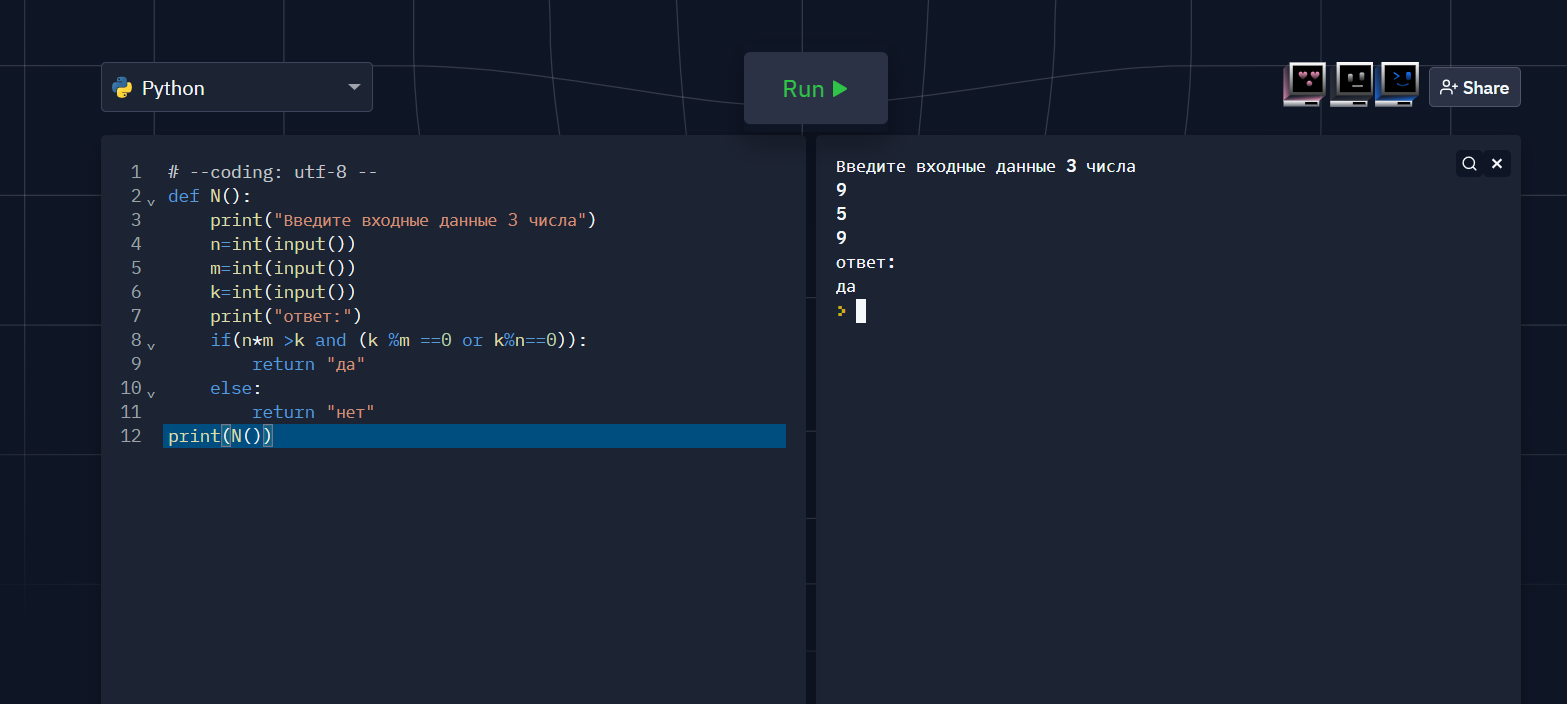 Python
Run
Share
1 # --coding: utf-8 --
2 def N():
3     print("Введите входные данные 3 числа")
4     n=int(input())
5     m=int(input())
6     k=int(input())
7     print("ответ:")
8     if(n*m >k and (k %m ==0 or k%n==0)):
9         return "да"
10     else:
11         return "нет"
12 print(N())
Введите входные данные 3 числа
9
5
9
ответ:
да
>